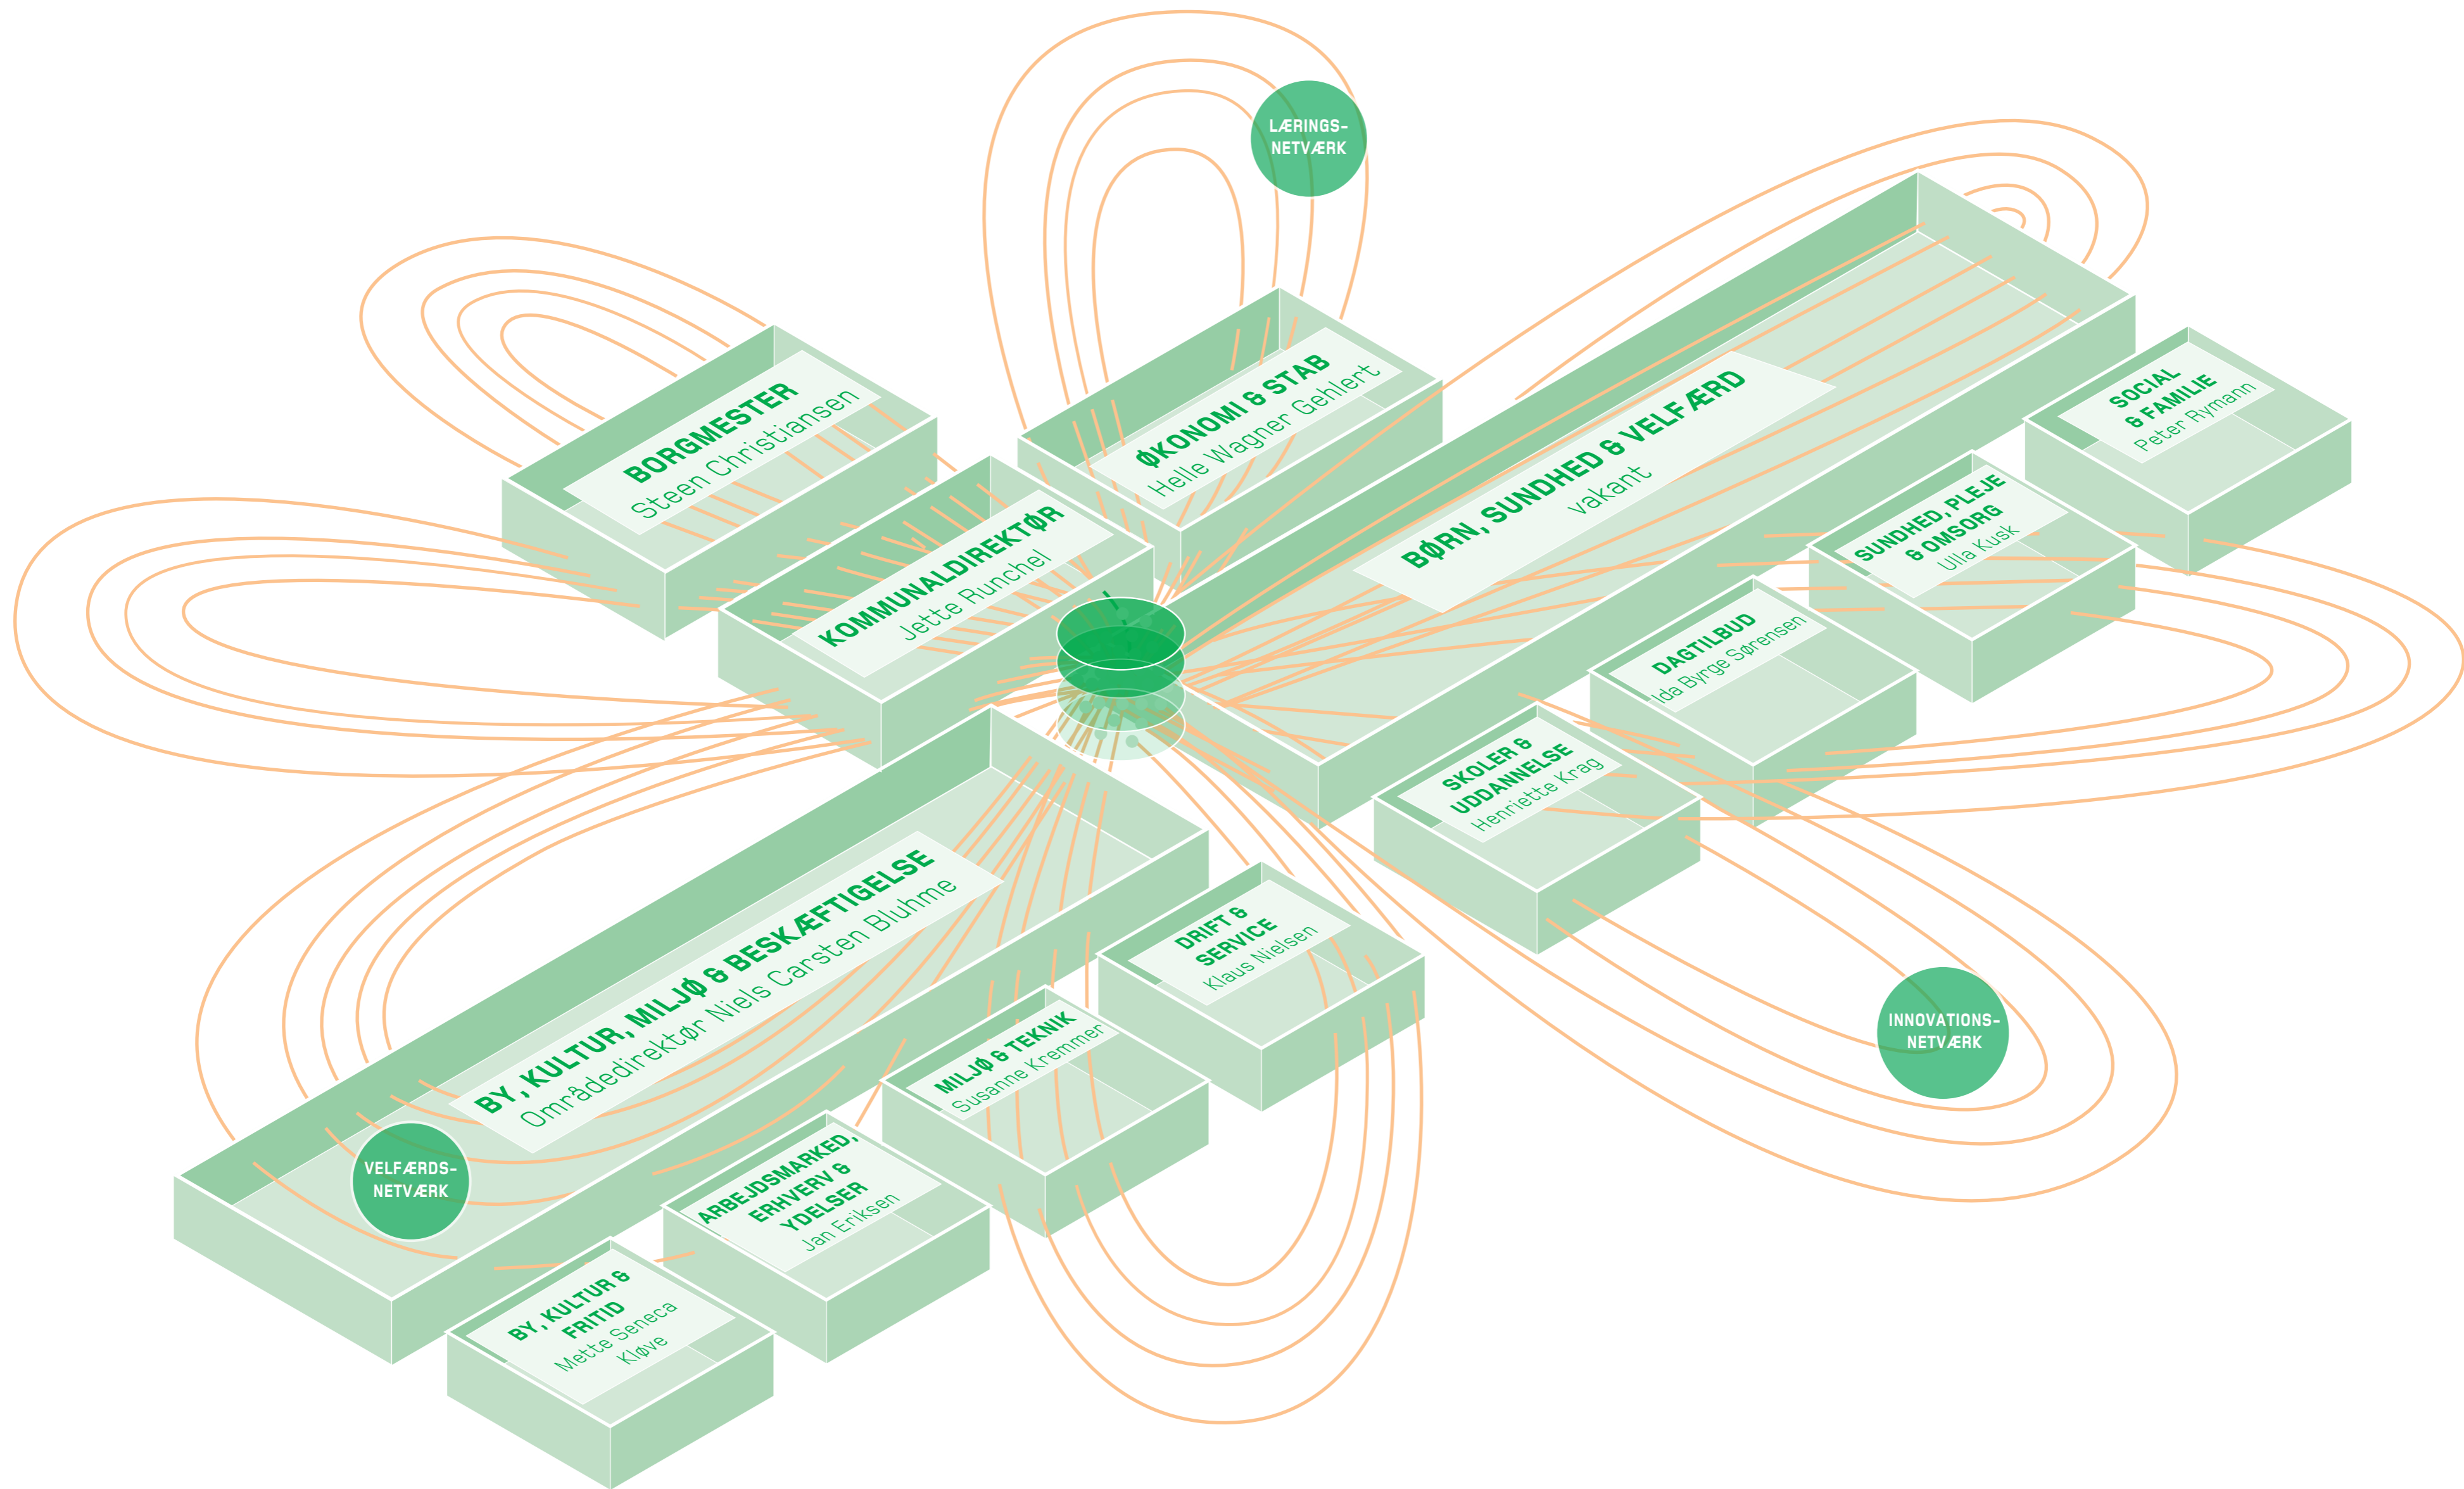 LÆRINGS-
NETVÆRK
BORGMESTER
Steen Christiansen
ØKONOMI & STAB
Helle Wagner Gehlert
KOMMUNALDIREKTØR
Jette Runchel
BØRN, SUNDHED & VELFÆRD
vakant
SOCIAL
& FAMILIE
Peter Rymann
SUNDHED, PLEJE
& OMSORG
Ulla Kusk
DAGTILBUD
Ida Byrge Sørensen
SKOLER &
UDDANNELSE
Henriette Krag
BY, KULTUR, MILJØ & BESKÆFTIGELSE
Områdedirektør Niels Carsten Bluhme
DRIFT &
SERVICE
Klaus Nielsen
MILJØ & TEKNIK
Susanne Kremmer
ARBEJDSMARKED,
ERHVERV &
YDELSER
Jan Eriksen
BY, KULTUR &
FRITID
Mette Seneca
Kløve
VELFÆRDS-
NETVÆRK
INNOVATIONS-
NETVÆRK